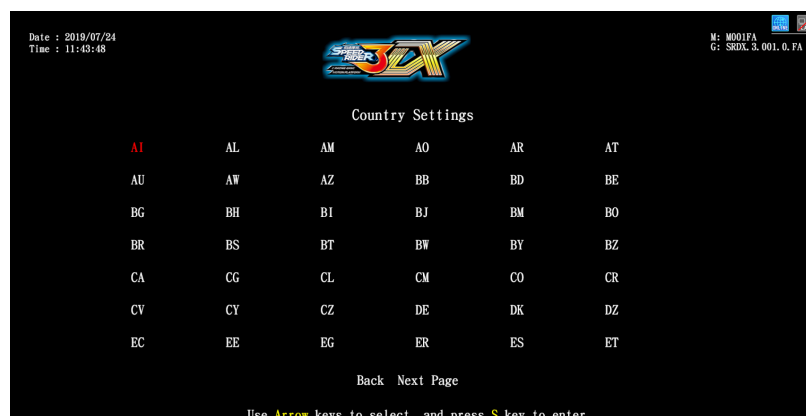 Date : 2019/07/24
Time : 11:43:48
SPEED RIDER 3 DX
ONLINE
M: M001FA
G: SRDX.3.001.0.FA
Country Settings
AI AL AM AO AR AT
AU AW AZ BB BD BE
BG BH BI BJ BM BO
BR BS BT BW BY BZ
CA CG CL CM CO CR
CV CY CZ DE DK DZ
EC EE EG ER ES ET
Back Next Page
Use Arrow keys to select, and press S key to enter